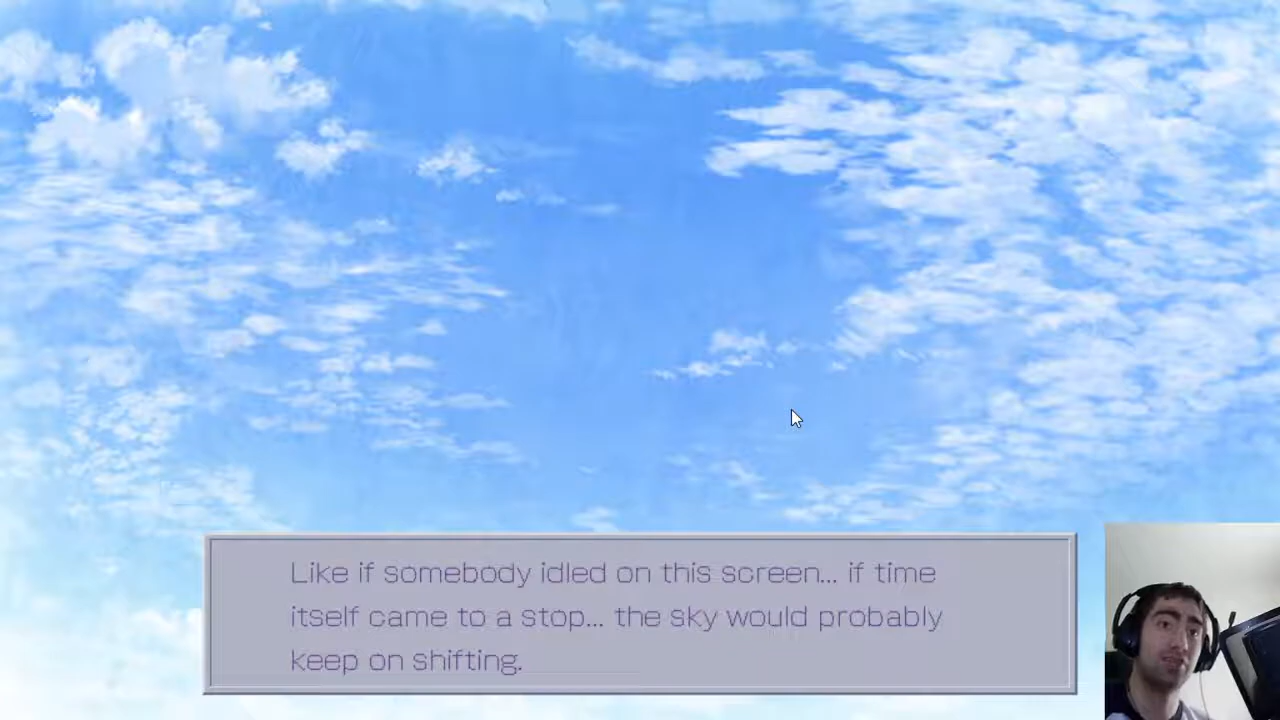 Like if somebody idled on this screen... if time
itself came to a stop... the sky would probably
keep on shifting.